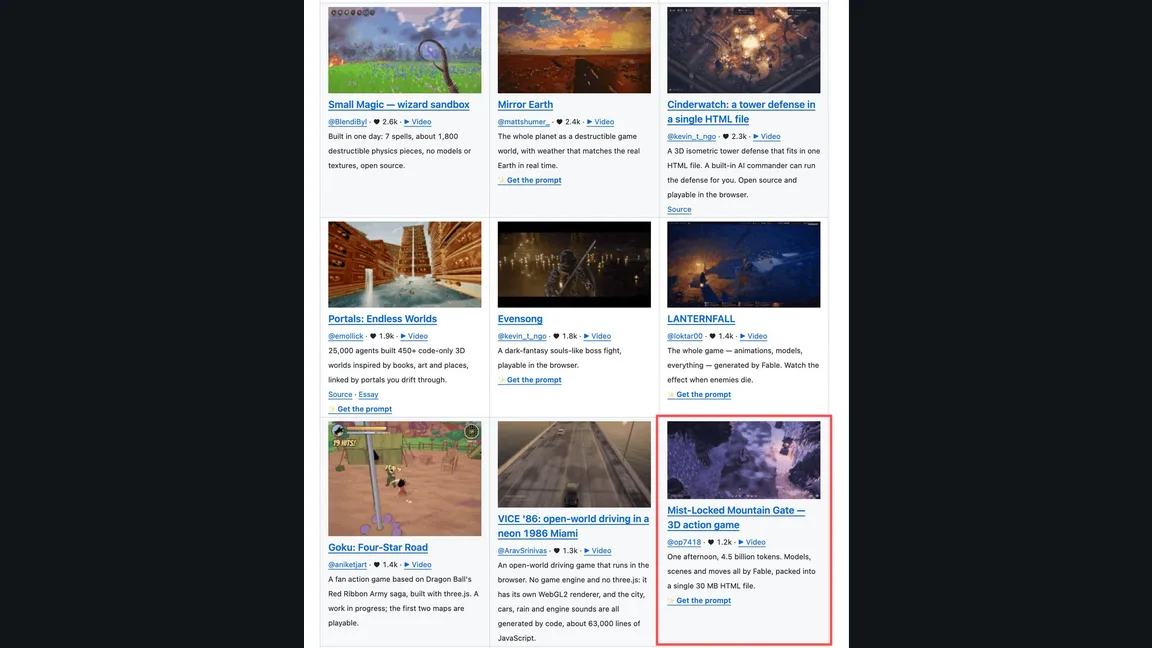 Small Magic — wizard sandbox
@BlendiByl · ♥ 2.6k · ▶ Video
Built in one day: 7 spells, about 1,800
destructible physics pieces, no models or
textures, open source.
Mirror Earth
@mattshumer_ · ♥ 2.4k · ▶ Video
The whole planet as a destructible game
world, with weather that matches the real
Earth in real time.
✨ Get the prompt
Cinderwatch: a tower defense in
a single HTML file
@kevin_t_ngo · ♥ 2.3k · ▶ Video
A 3D isometric tower defense that fits in one
HTML file. A built-in AI commander can run
the defense for you. Open source and
playable in the browser.
Source
Portals: Endless Worlds
@emollick · ♥ 1.9k · ▶ Video
25,000 agents built 450+ code-only 3D
worlds inspired by books, art and places,
linked by portals you drift through.
Source · Essay
✨ Get the prompt
Evensong
@kevin_t_ngo · ♥ 1.8k · ▶ Video
A dark-fantasy souls-like boss fight,
playable in the browser.
✨ Get the prompt
LANTERNFALL
@loktar00 · ♥ 1.4k · ▶ Video
The whole game — animations, models,
everything — generated by Fable. Watch the
effect when enemies die.
✨ Get the prompt
19 HITS!
Goku: Four-Star Road
@aniketjart · ♥ 1.4k · ▶ Video
A fan action game based on Dragon Ball's
Red Ribbon Army saga, built with three.js. A
work in progress; the first two maps are
playable.
VICE '86: open-world driving in a
neon 1986 Miami
@AravSrinivas · ♥ 1.3k · ▶ Video
An open-world driving game that runs in the
browser. No game engine and no three.js: it
has its own WebGL2 renderer, and the city,
cars, rain and engine sounds are all
generated by code, about 63,000 lines of
JavaScript.
Mist-Locked Mountain Gate —
3D action game
@op7418 · ♥ 1.2k · ▶ Video
One afternoon, 4.5 billion tokens. Models,
scenes and moves all by Fable, packed into
a single 30 MB HTML file.
✨ Get the prompt